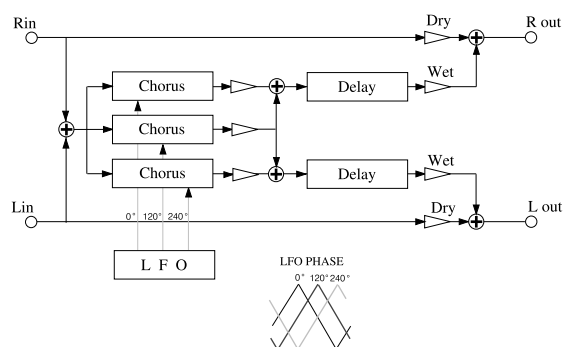 Rin
Dry
R out
Chorus
Delay
Wet
Chorus
Chorus
Delay
Wet
Lin
0° 120° 240°
Dry
L out
L F O
LFO PHASE
0° 120° 240°